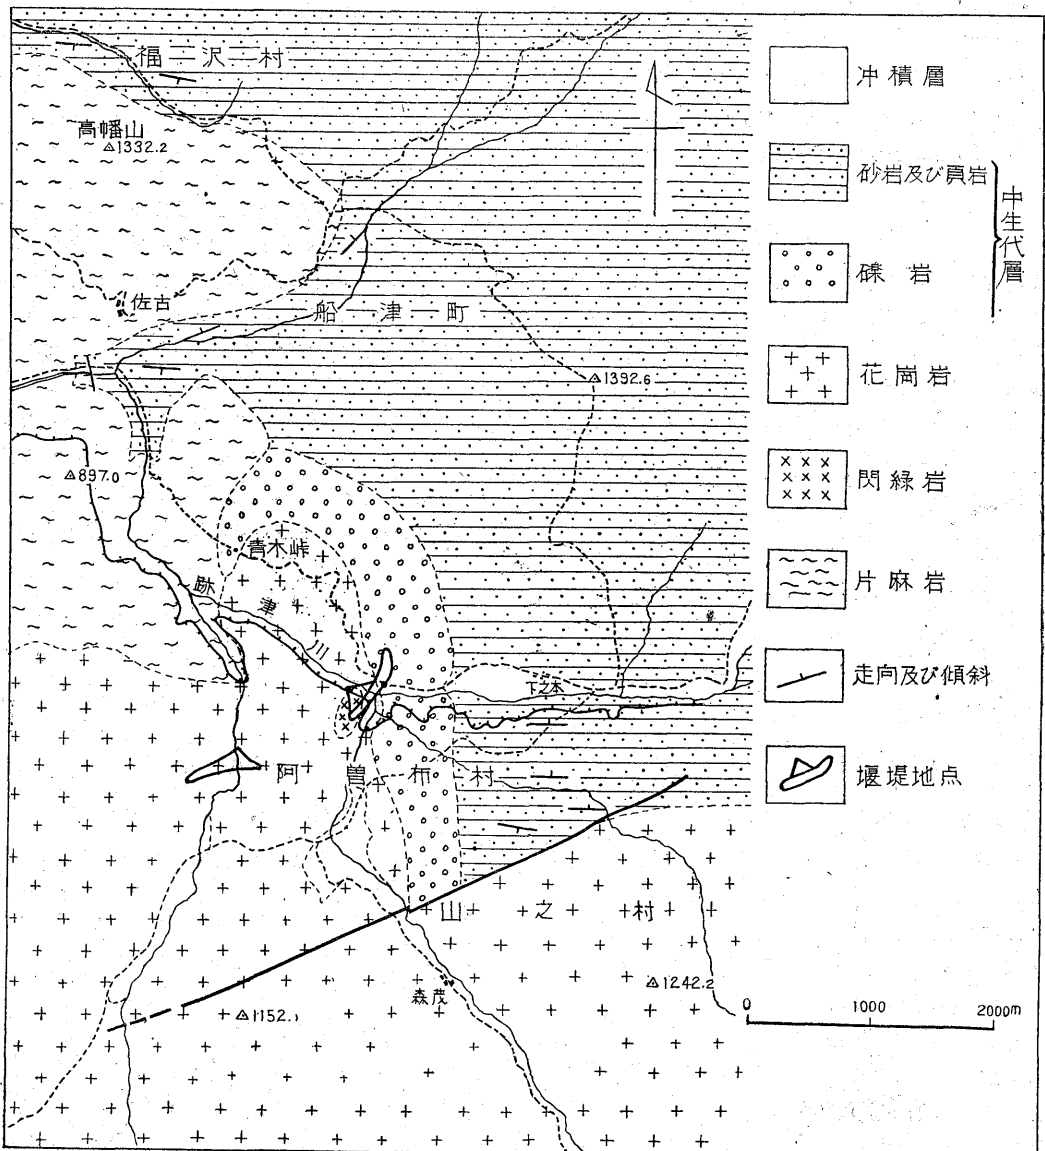 福沢村
高幡山
△1332.2
佐古
船津町
△1392.6
△897.0
青木峠
跡津川
下之本
阿曽布村
山之村
森茂
△1242.2
△1152.1
沖積層
砂岩及び頁岩
礫岩
中生代層
花崗岩
閃緑岩
片麻岩
走向及び傾斜
堰堤地点
0 1000 2000m